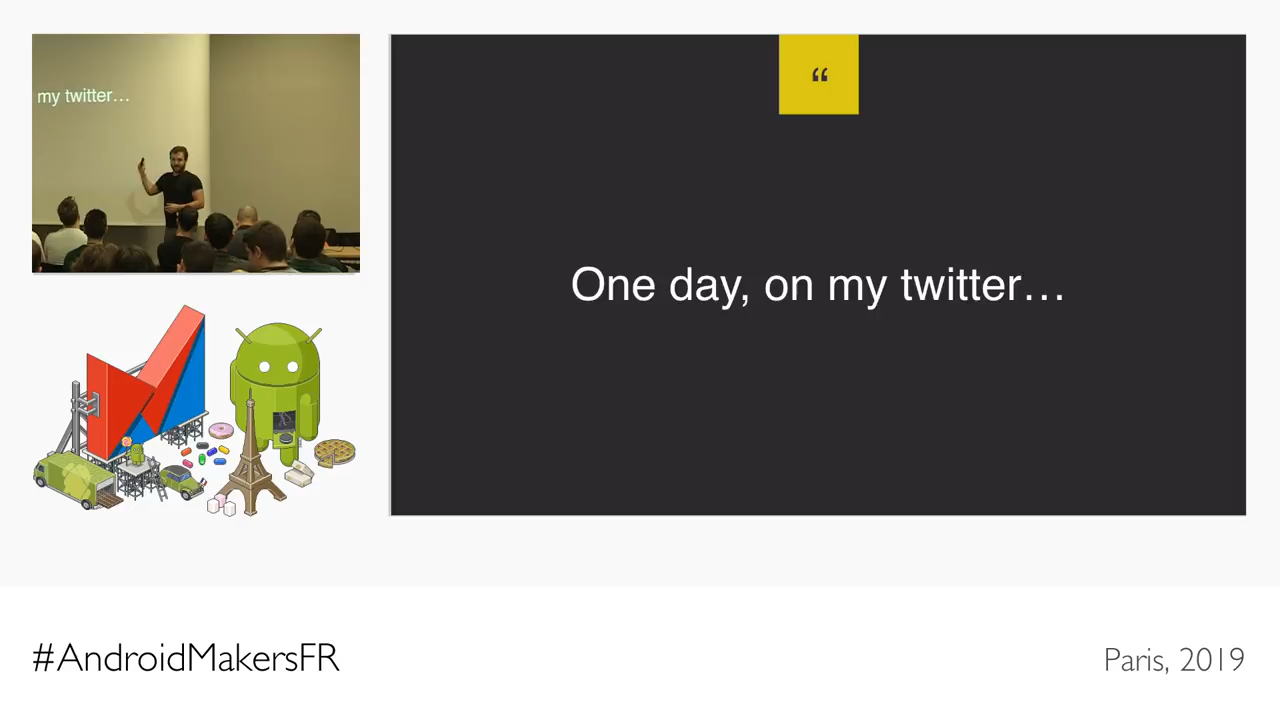 my twitter…
“
One day, on my twitter…
#AndroidMakersFR
Paris, 2019